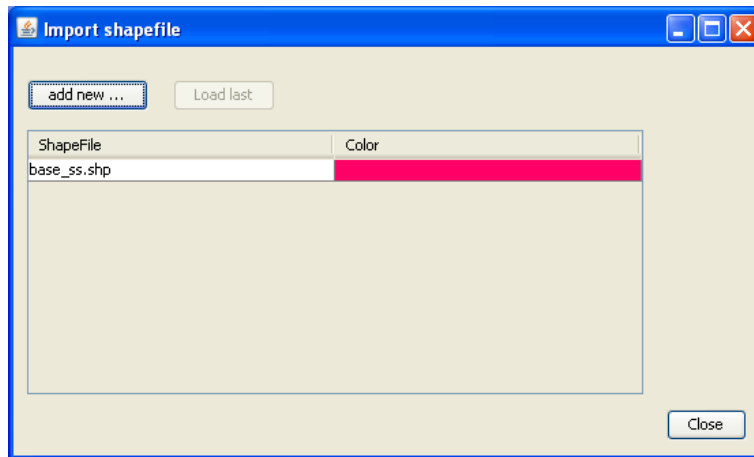 Import shapefile
add new ... Load last
ShapeFile Color
base_ss.shp
Close